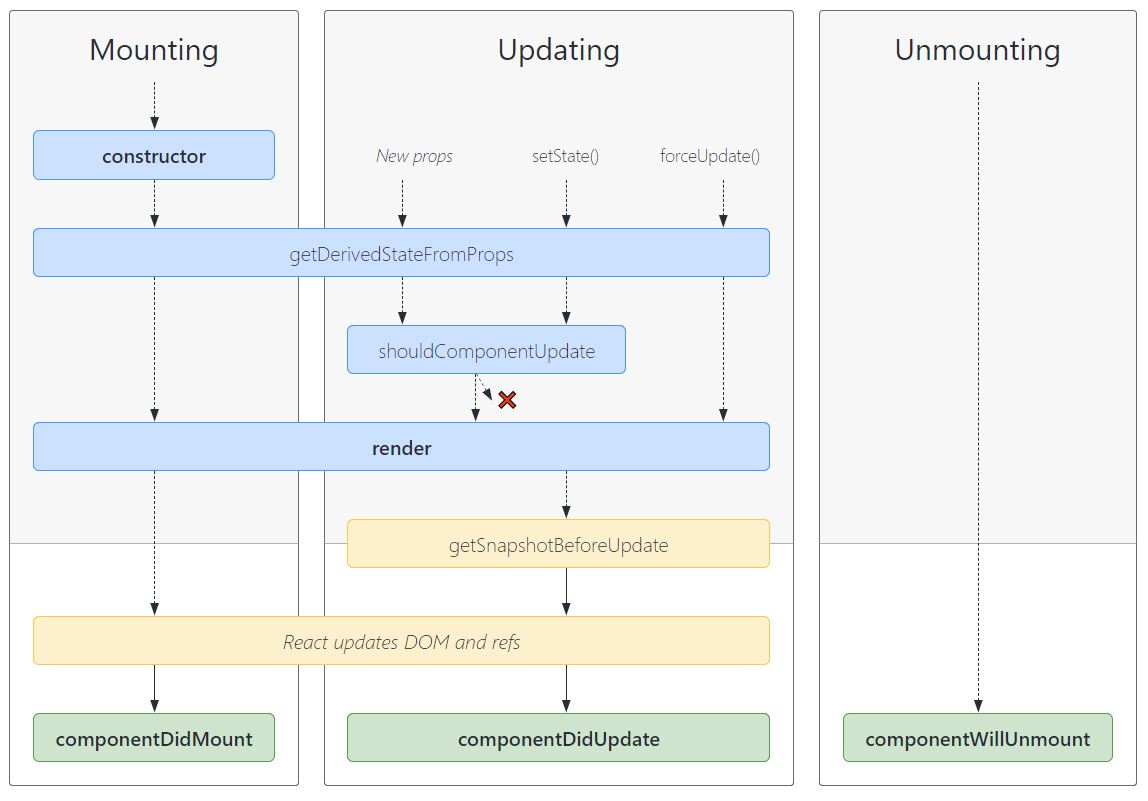 Mounting
Updating
Unmounting
constructor
New props
setState()
forceUpdate()
getDerivedStateFromProps
shouldComponentUpdate
render
getSnapshotBeforeUpdate
React updates DOM and refs
componentDidMount
componentDidUpdate
componentWillUnmount